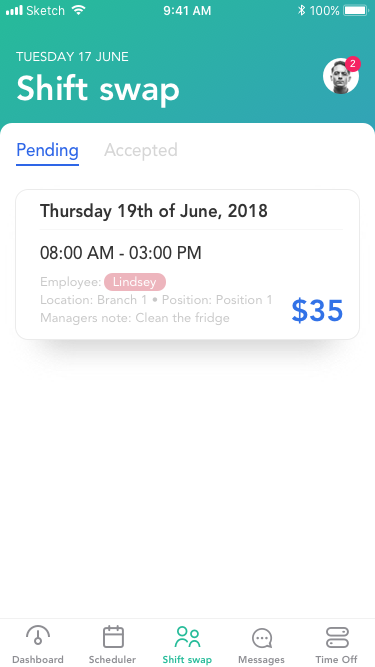 Sketch 9:41 AM 100%
TUESDAY 17 JUNE
Shift swap
2
Pending Accepted
Thursday 19th of June, 2018
08:00 AM - 03:00 PM
Employee: Lindsey
Location: Branch 1 • Position: Position 1
Managers note: Clean the fridge
$35
Dashboard Scheduler Shift swap Messages Time Off